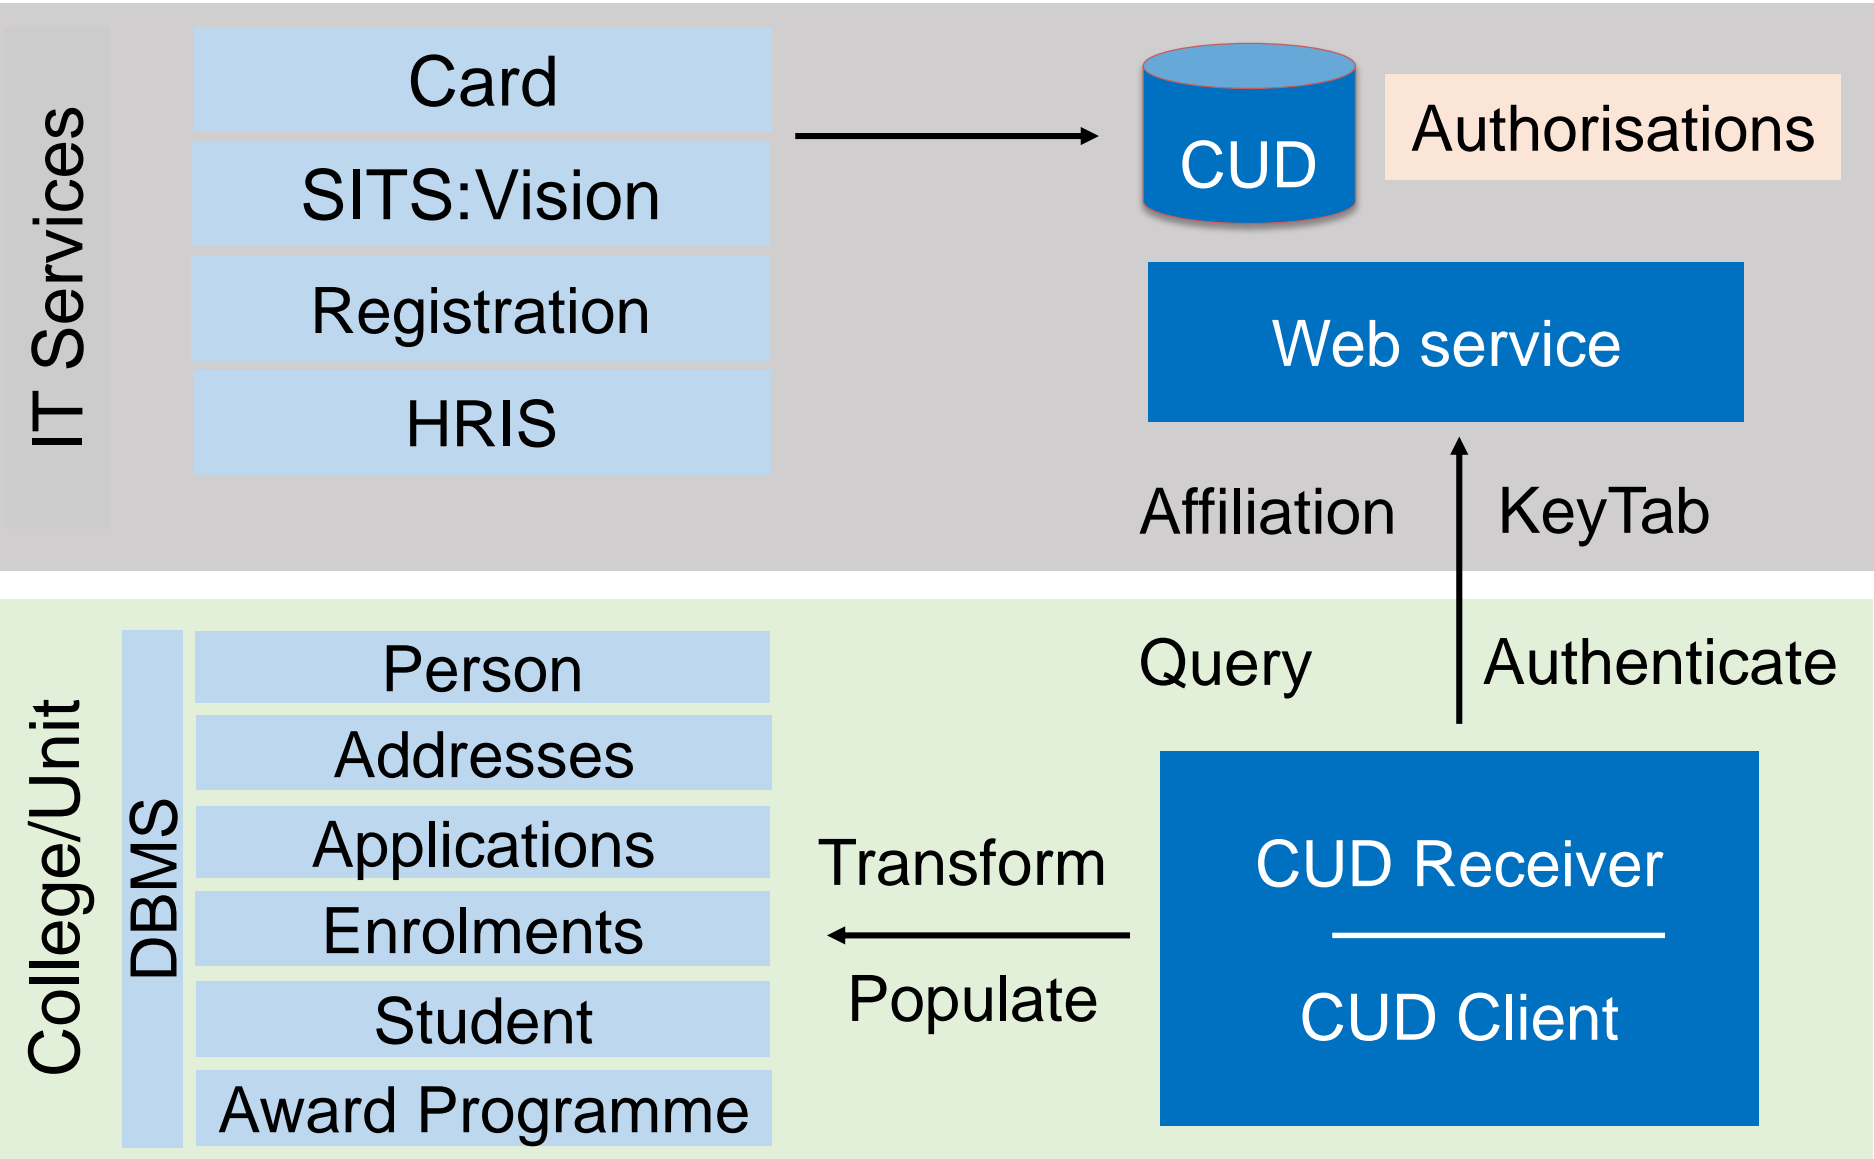 IT Services
Card
SITS:Vision
Registration
HRIS
CUD
Authorisations
Web service
Affiliation
KeyTab
Query
Authenticate
College/Unit
DBMS
Person
Addresses
Applications
Enrolments
Student
Award Programme
Transform
Populate
CUD Receiver
CUD Client